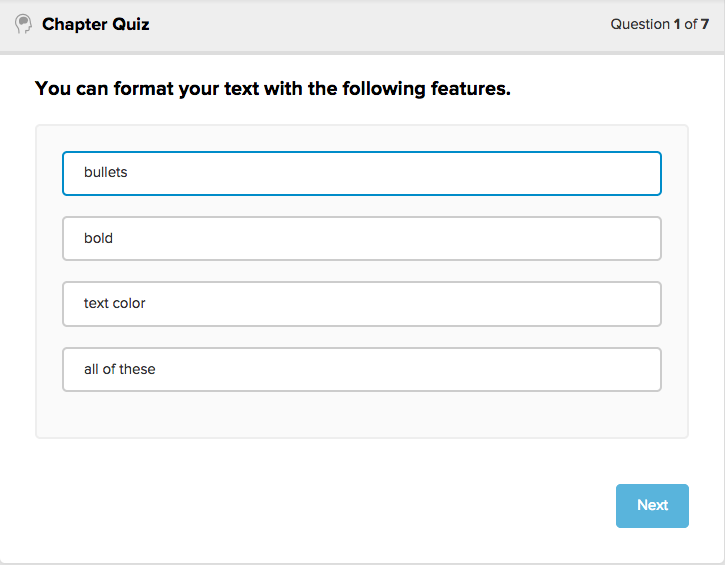 Chapter Quiz
Question 1 of 7
You can format your text with the following features.
bullets
bold
text color
all of these
Next